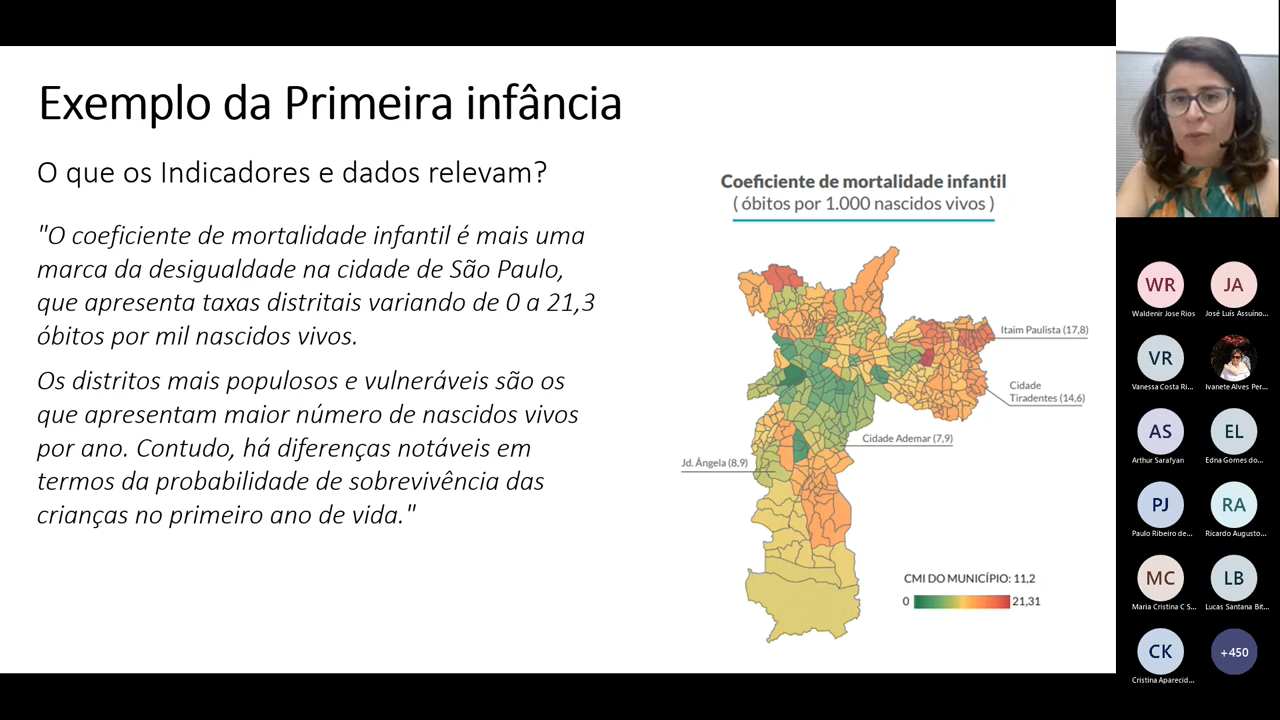 Exemplo da Primeira infância
O que os Indicadores e dados relevam?
"O coeficiente de mortalidade infantil é mais uma
marca da desigualdade na cidade de São Paulo,
que apresenta taxas distritais variando de 0 a 21,3
óbitos por mil nascidos vivos.
Os distritos mais populosos e vulneráveis são os
que apresentam maior número de nascidos vivos
por ano. Contudo, há diferenças notáveis em
termos da probabilidade de sobrevivência das
crianças no primeiro ano de vida."
Coeficiente de mortalidade infantil
( óbitos por 1.000 nascidos vivos )
Itaim Paulista (17,8)
Cidade
Tiradentes (14,6)
Cidade Ademar (7,9)
Jd. Ângela (8,9)
CMI DO MUNICÍPIO: 11,2
0 21,31
WR JA
Waldenir Jose Rios José Luís Assuíno...
VR
Vanessa Costa Ri... Ivanete Alves Per...
AS EL
Arthur Sarafyan Edna Gomes do...
PJ RA
Paulo Ribeiro de... Ricardo Augusto...
MC LB
Maria Cristina C S... Lucas Santana Bit...
CK +450
Cristina Aparecid...